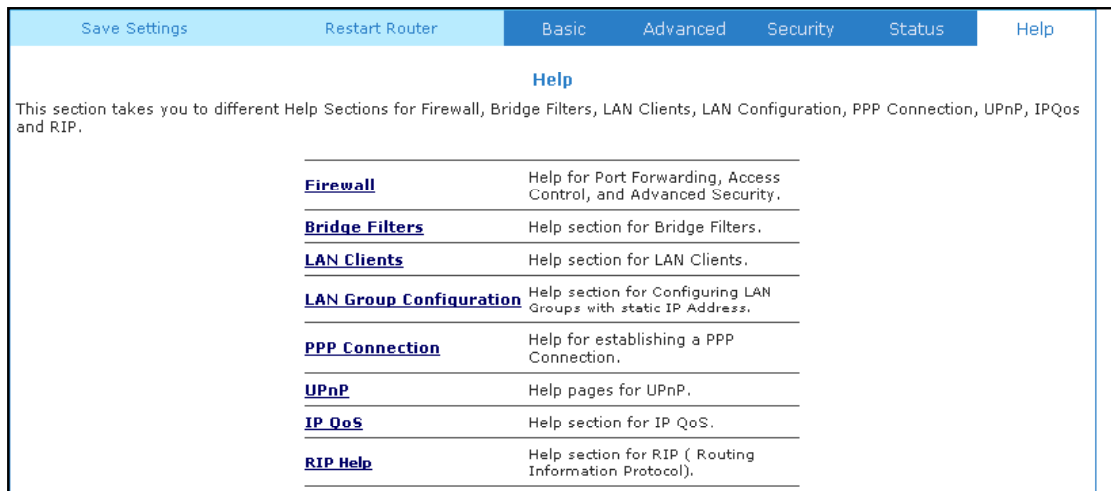 Save Settings Restart Router Basic Advanced Security Status Help
Help
This section takes you to different Help Sections for Firewall, Bridge Filters, LAN Clients, LAN Configuration, PPP Connection, UPnP, IPQos
and RIP.
Firewall
Help for Port Forwarding, Access
Control, and Advanced Security.
Bridge Filters Help section for Bridge Filters.
LAN Clients Help section for LAN Clients.
LAN Group Configuration
Help section for Configuring LAN
Groups with static IP Address.
PPP Connection
Help for establishing a PPP
Connection.
UPnP Help pages for UPnP.
IP QoS Help section for IP QoS.
RIP Help
Help section for RIP ( Routing
Information Protocol).